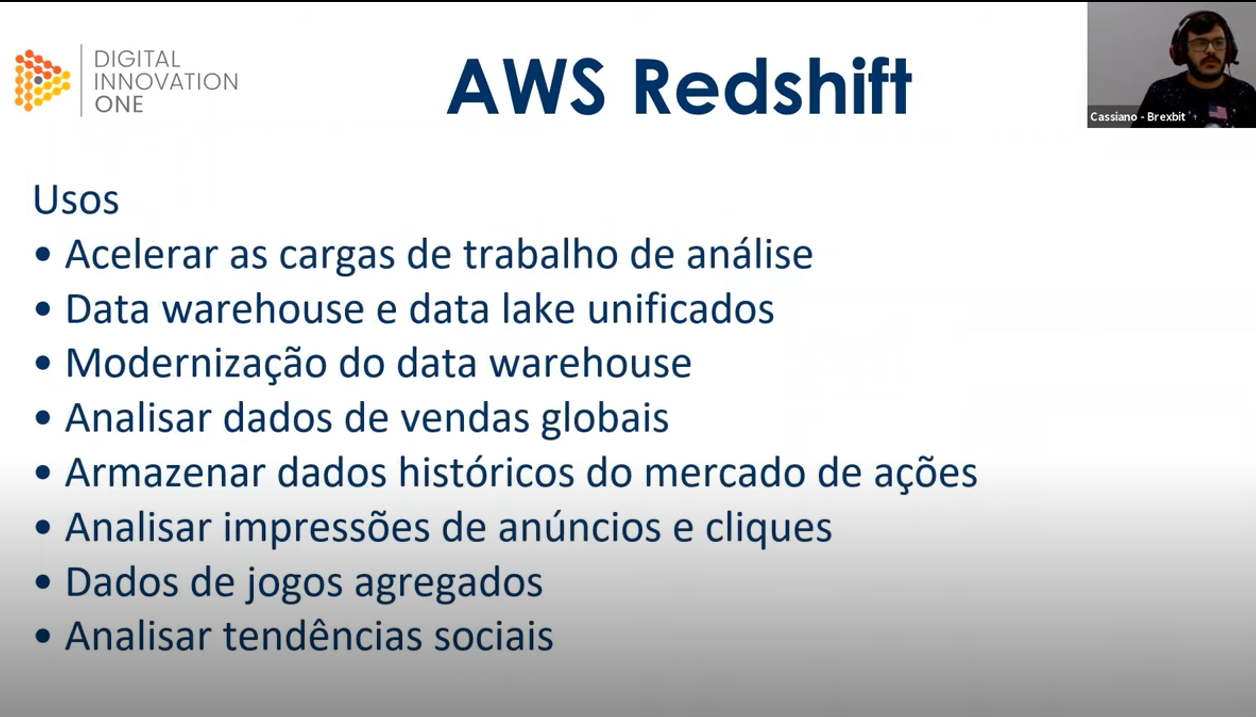 DIGITAL
INNOVATION
ONE
AWS Redshift
Cassiano - Brexbit
Usos
• Acelerar as cargas de trabalho de análise
• Data warehouse e data lake unificados
• Modernização do data warehouse
• Analisar dados de vendas globais
• Armazenar dados históricos do mercado de ações
• Analisar impressões de anúncios e cliques
• Dados de jogos agregados
• Analisar tendências sociais